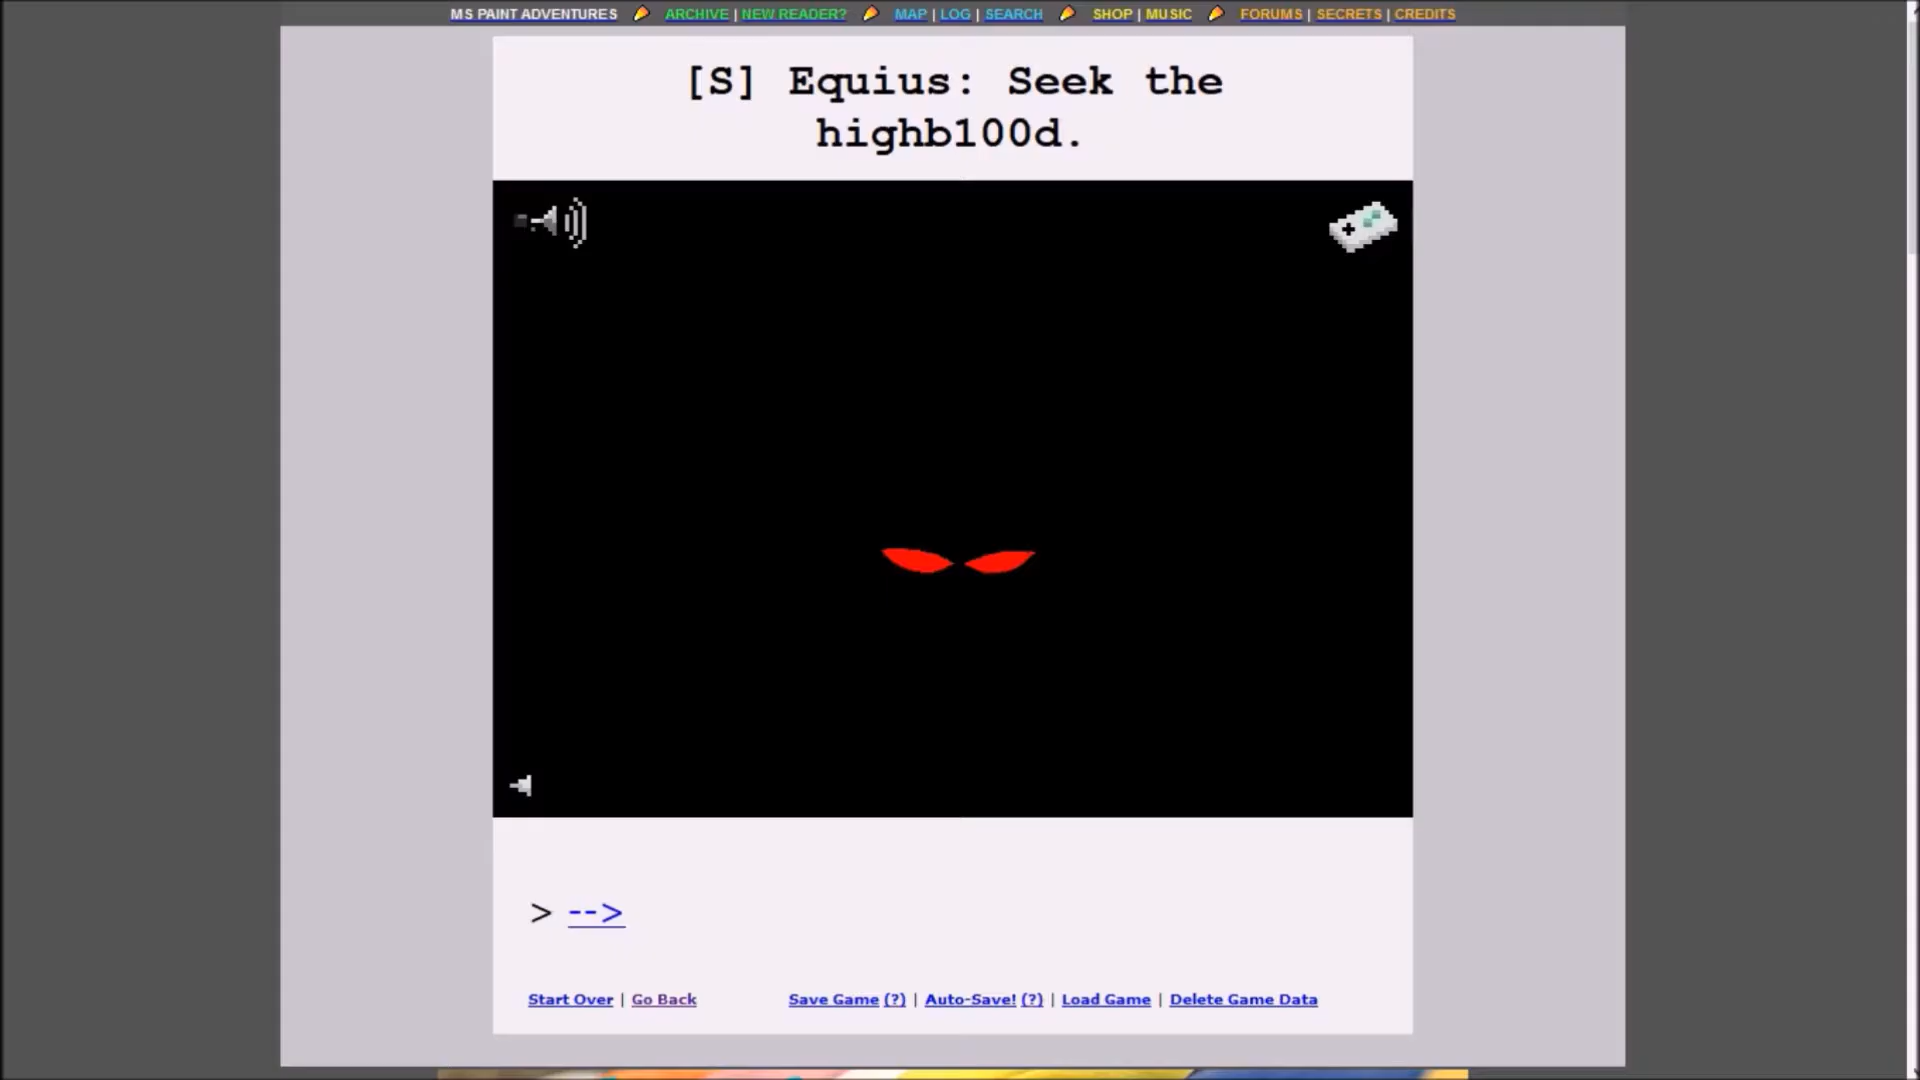 MS PAINT ADVENTURES ARCHIVE | NEW READER? MAP | LOG | SEARCH SHOP | MUSIC FORUMS | SECRETS | CREDITS
[S] Equius: Seek the
highb100d.
> -->
Start Over | Go Back Save Game (?) | Auto-Save! (?) | Load Game | Delete Game Data